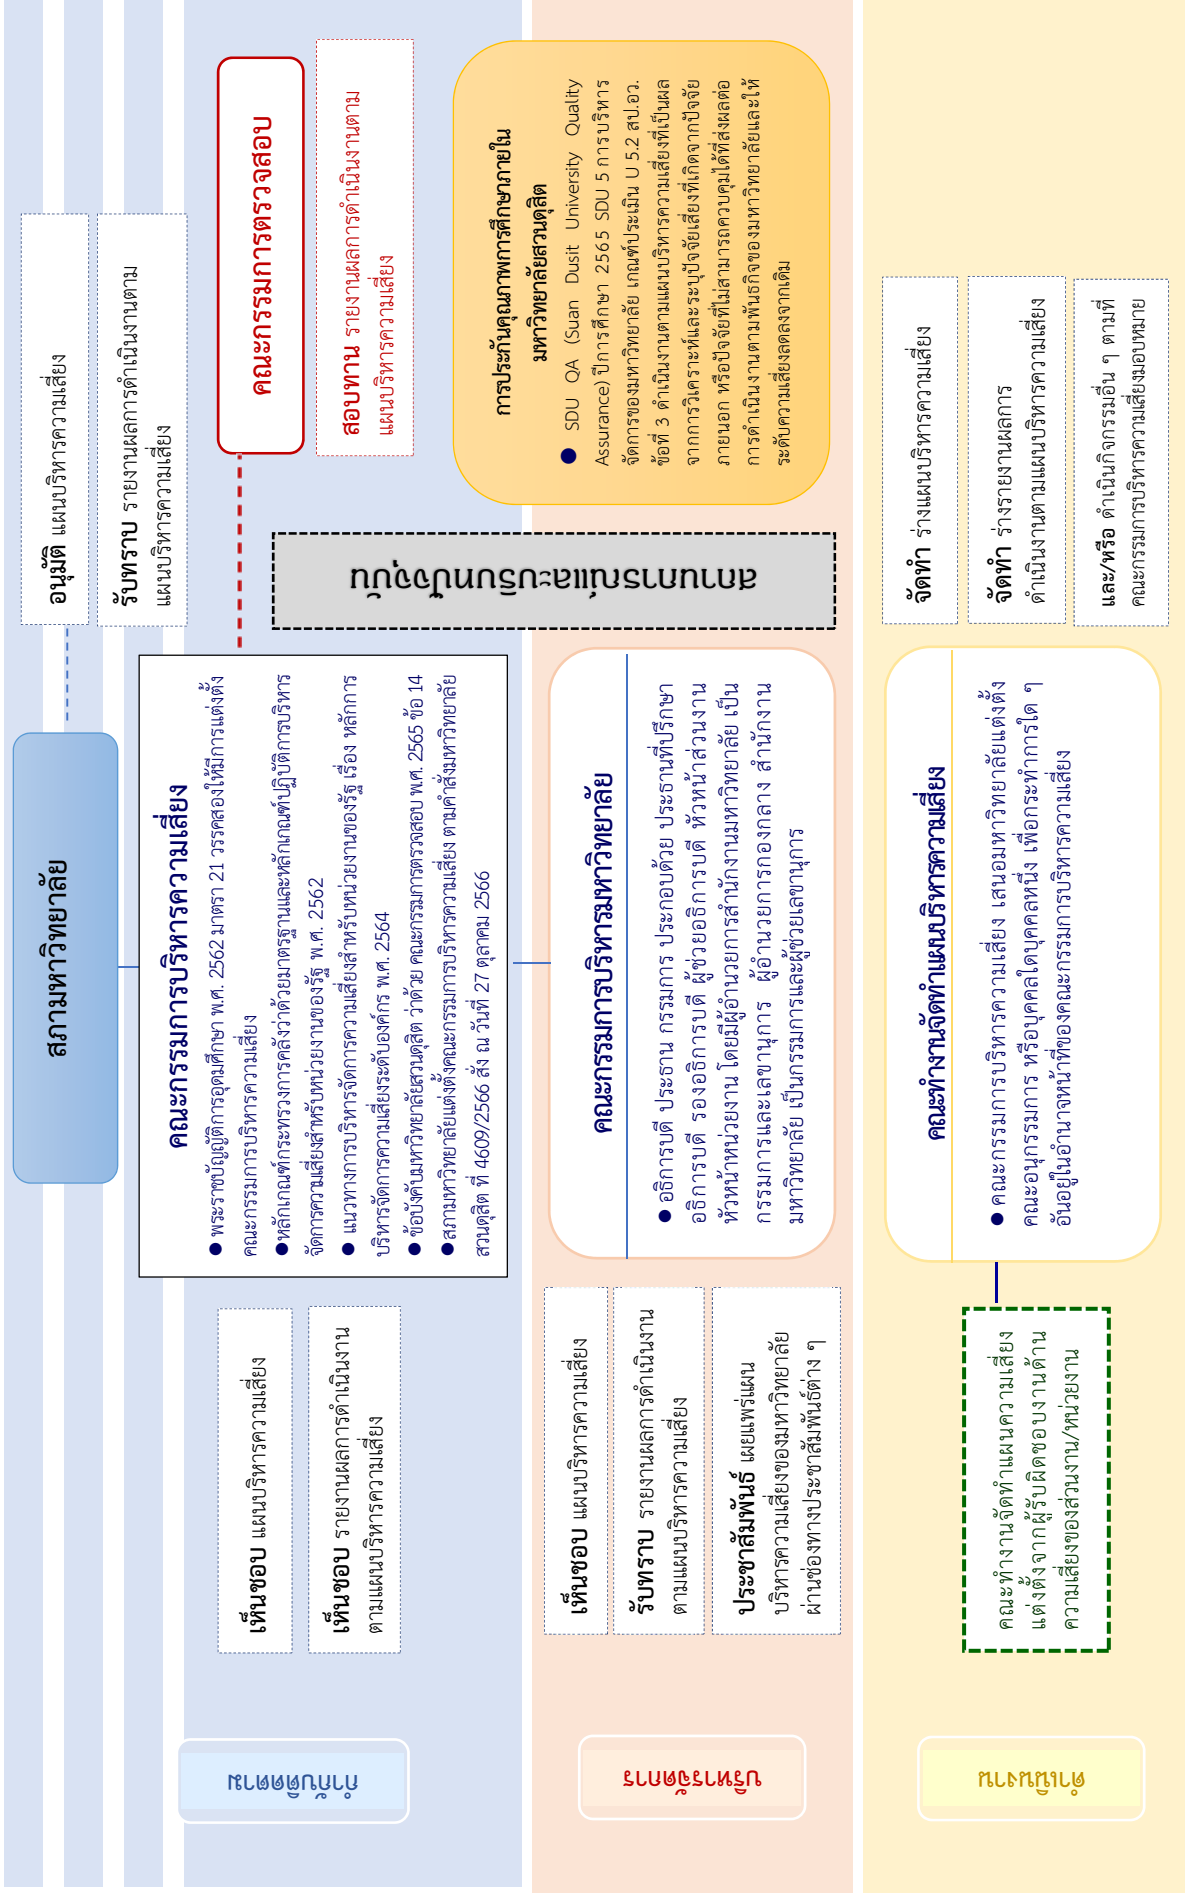 สภามหาวิทยาลัย
อนุมัติ แผนบริหารความเสี่ยง
รับทราบ รายงานผลการดำเนินงานตาม
แผนบริหารความเสี่ยง
กำกับติดตาม
เห็นชอบ แผนบริหารความเสี่ยง
เห็นชอบ รายงานผลการดำเนินงาน
ตามแผนบริหารความเสี่ยง
คณะกรรมการบริหารความเสี่ยง
● พระราชบัญญัติการอุดมศึกษา พ.ศ. 2562 มาตรา 21 วรรคสองให้มีการแต่งตั้ง
คณะกรรมการบริหารความเสี่ยง
●หลักเกณฑ์กระทรวงการคลังว่าด้วยมาตรฐานและหลักเกณฑ์ปฏิบัติการบริหาร
จัดการความเสี่ยงสำหรับหน่วยงานของรัฐ พ.ศ. 2562
● แนวทางการบริหารจัดการความเสี่ยงสำหรับหน่วยงานของรัฐ เรื่อง หลักการ
บริหารจัดการความเสี่ยงระดับองค์กร พ.ศ. 2564
● ข้อบังคับมหาวิทยาลัยสวนดุสิต ว่าด้วย คณะกรรมการตรวจสอบ พ.ศ. 2565 ข้อ 14
●สภามหาวิทยาลัยแต่งตั้งคณะกรรมการบริหารความเสี่ยง ตามคำสั่งมหาวิทยาลัย
สวนดุสิต ที่ 4609/2566 สั่ง ณ วันที่ 27 ตุลาคม 2566
คณะกรรมการตรวจสอบ
สอบทาน รายงานผลการดำเนินงานตาม
แผนบริหารความเสี่ยง
สถานการณ์และบริบทปัจจุบัน
การประกันคุณภาพการศึกษาภายใน
มหาวิทยาลัยสวนดุสิต
● SDU QA (Suan Dusit University Quality
Assurance) ปีการศึกษา 2565 SDU 5 การบริหาร
จัดการของมหาวิทยาลัย เกณฑ์ประเมิน U 5.2 สป.อว.
ข้อที่ 3 ดำเนินงานตามแผนบริหารความเสี่ยงที่เป็นผล
จากการวิเคราะห์และระบุปัจจัยเสี่ยงที่เกิดจากปัจจัย
ภายนอก หรือปัจจัยที่ไม่สามารถควบคุมได้ที่ส่งผลต่อ
การดำเนินงานตามพันธกิจของมหาวิทยาลัยและให้
ระดับความเสี่ยงลดลงจากเดิม
บริหารจัดการ
เห็นชอบ แผนบริหารความเสี่ยง
รับทราบ รายงานผลการดำเนินงาน
ตามแผนบริหารความเสี่ยง
ประชาสัมพันธ์ เผยแพร่แผน
บริหารความเสี่ยงของมหาวิทยาลัย
ผ่านช่องทางประชาสัมพันธ์ต่าง ๆ
คณะกรรมการบริหารมหาวิทยาลัย
● อธิการบดี ประธาน กรรมการ ประกอบด้วย ประธานที่ปรึกษา
อธิการบดี รองอธิการบดี ผู้ช่วยอธิการบดี หัวหน้าส่วนงาน
หัวหน้าหน่วยงาน โดยมีผู้อำนวยการสำนักงานมหาวิทยาลัย เป็น
กรรมการและเลขานุการ ผู้อำนวยการกองกลาง สำนักงาน
มหาวิทยาลัย เป็นกรรมการและผู้ช่วยเลขานุการ
ดำเนินงาน
คณะทำงานจัดทำแผนความเสี่ยง
แต่งตั้งจากผู้รับผิดชอบงานด้าน
ความเสี่ยงของส่วนงาน/หน่วยงาน
คณะทำงานจัดทำแผนบริหารความเสี่ยง
● คณะกรรมการบริหารความเสี่ยง เสนอมหาวิทยาลัยแต่งตั้ง
คณะอนุกรรมการ หรือบุคคลใดบุคคลหนึ่ง เพื่อกระทำการใด ๆ
อันอยู่ในอำนาจหน้าที่ของคณะกรรมการบริหารความเสี่ยง
จัดทำ ร่างแผนบริหารความเสี่ยง
จัดทำ ร่างรายงานผลการ
ดำเนินงานตามแผนบริหารความเสี่ยง
และ/หรือ ดำเนินกิจกรรมอื่น ๆ ตามที่
คณะกรรมการบริหารความเสี่ยงมอบหมาย